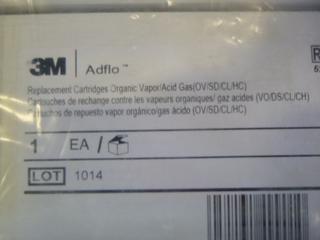 3M Adflo™
R
Replacement Cartridges Organic Vapor/Acid Gas(OV/SD/CL/HC)
Cartouches de rechange contre les vapeurs organiques/ gaz acides (VO/DS/CL/CH)
Cartuchos de repuesto vapor orgánico/gas ácido (OV/SD/CL/HC)
1 EA /
LOT 1014